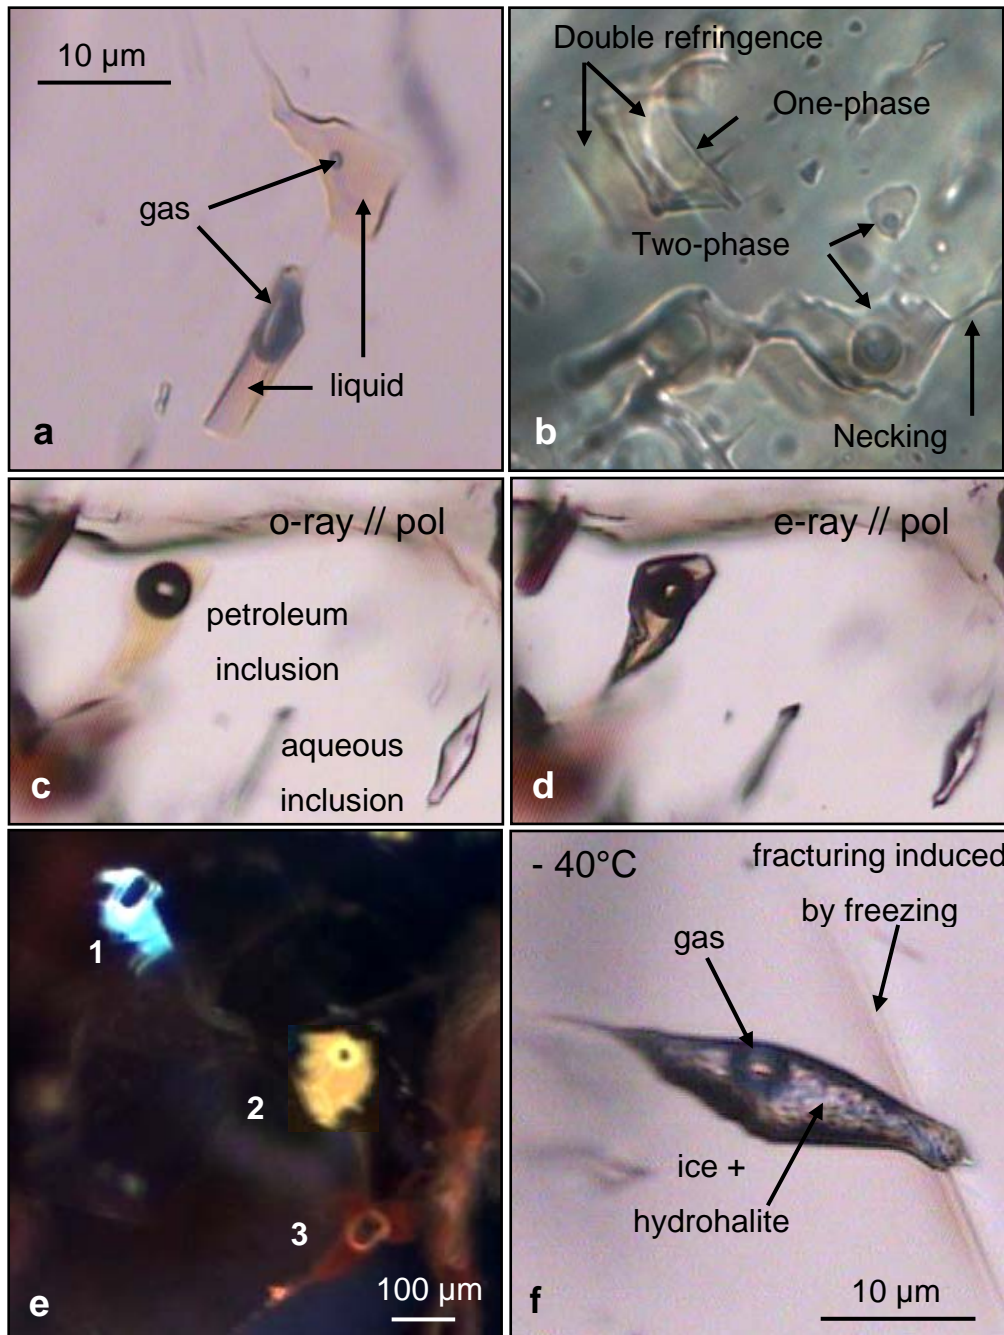 10 µm
gas
liquid
a
Double refringence
One-phase
Two-phase
Necking
b
o-ray // pol
petroleum
inclusion
aqueous
inclusion
c
e-ray // pol
d
1
2
3
100 µm
e
- 40°C
fracturing induced
by freezing
gas
ice +
hydrohalite
10 µm
f